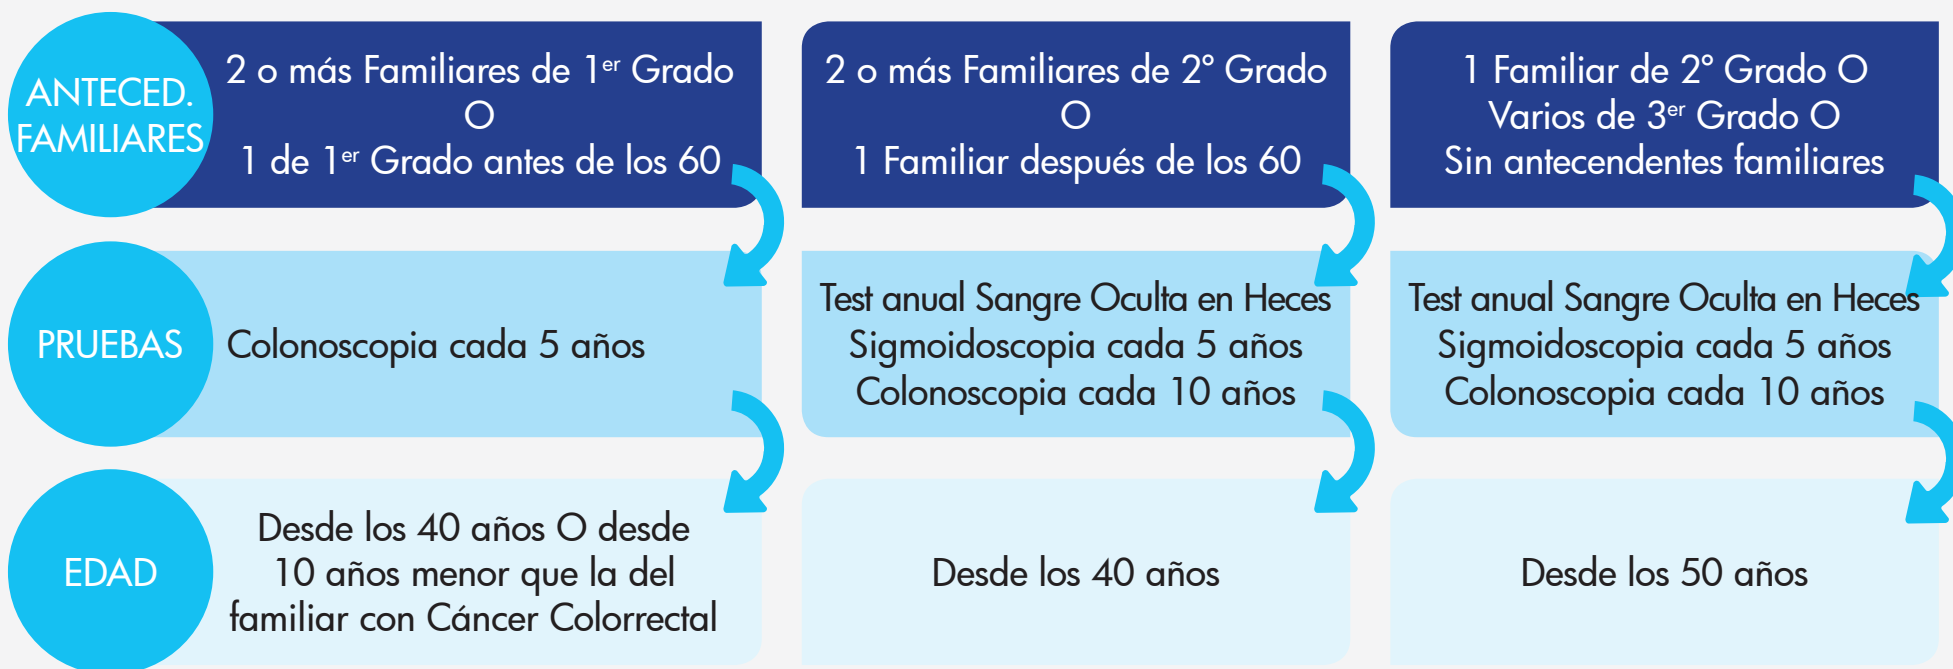 ANTECED.
FAMILIARES
2 o más Familiares de 1er Grado
O
1 de 1er Grado antes de los 60
2 o más Familiares de 2º Grado
O
1 Familiar después de los 60
1 Familiar de 2º Grado O
Varios de 3er Grado O
Sin antecendentes familiares
PRUEBAS
Colonoscopia cada 5 años
Test anual Sangre Oculta en Heces
Sigmoidoscopia cada 5 años
Colonoscopia cada 10 años
Test anual Sangre Oculta en Heces
Sigmoidoscopia cada 5 años
Colonoscopia cada 10 años
EDAD
Desde los 40 años O desde
10 años menor que la del
familiar con Cáncer Colorrectal
Desde los 40 años
Desde los 50 años